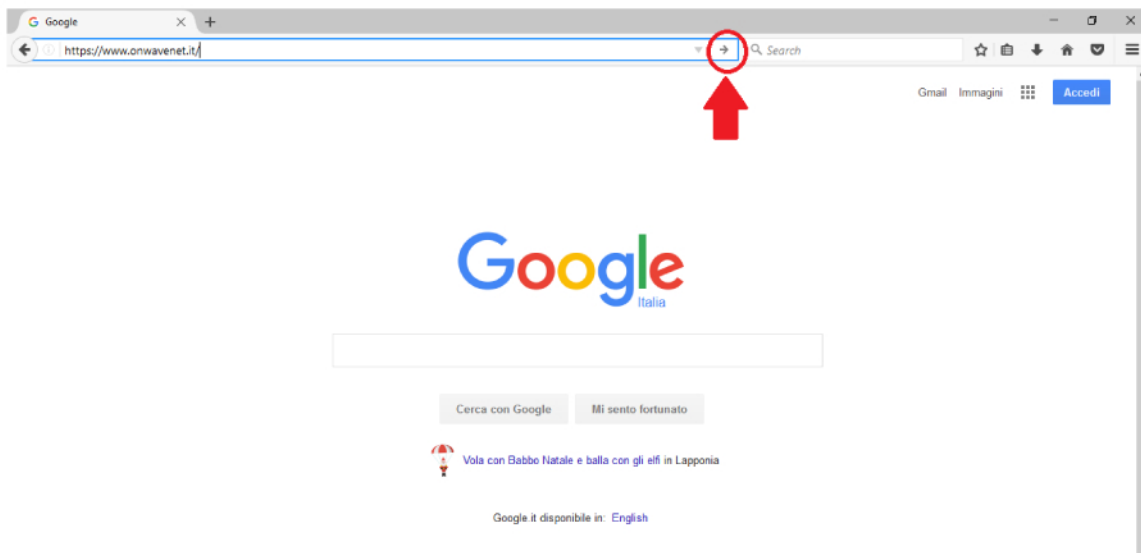 Google
https://www.onwavenet.it/
Search
Gmail Immagini Accedi
Google
Italia
Cerca con Google Mi sento fortunato
Vola con Babbo Natale e balla con gli elfi in Lapponia
Google.it disponibile in: English